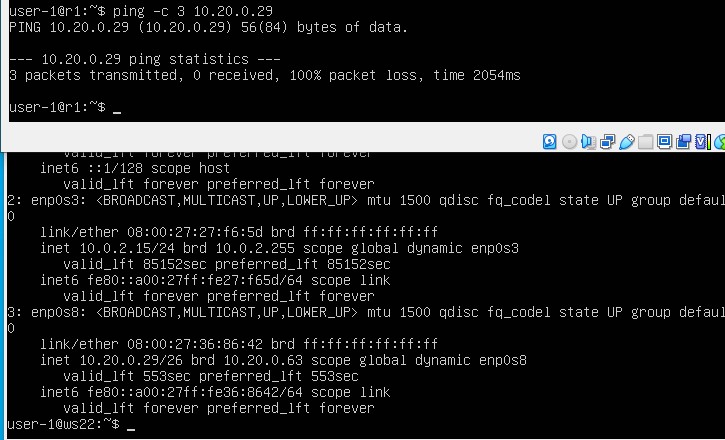 user-1@r1:~$ ping -c 3 10.20.0.29
PING 10.20.0.29 (10.20.0.29) 56(84) bytes of data.
--- 10.20.0.29 ping statistics ---
3 packets transmitted, 0 received, 100% packet loss, time 2054ms
user-1@r1:~$ _
valid_lft forever preferred_lft forever
inet6 ::1/128 scope host
valid_lft forever preferred_lft forever
2: enp0s3: <BROADCAST,MULTICAST,UP,LOWER_UP> mtu 1500 qdisc fq_codel state UP group defaul
0
link/ether 08:00:27:27:f6:5d brd ff:ff:ff:ff:ff:ff
inet 10.0.2.15/24 brd 10.0.2.255 scope global dynamic enp0s3
valid_lft 85152sec preferred_lft 85152sec
inet6 fe80::a00:27ff:fe27:f65d/64 scope link
valid_lft forever preferred_lft forever
3: enp0s8: <BROADCAST,MULTICAST,UP,LOWER_UP> mtu 1500 qdisc fq_codel state UP group defaul
0
link/ether 08:00:27:36:86:42 brd ff:ff:ff:ff:ff:ff
inet 10.20.0.29/26 brd 10.20.0.63 scope global dynamic enp0s8
valid_lft 553sec preferred_lft 553sec
inet6 fe80::a00:27ff:fe36:8642/64 scope link
valid_lft forever preferred_lft forever
user-1@ws22:~$ _